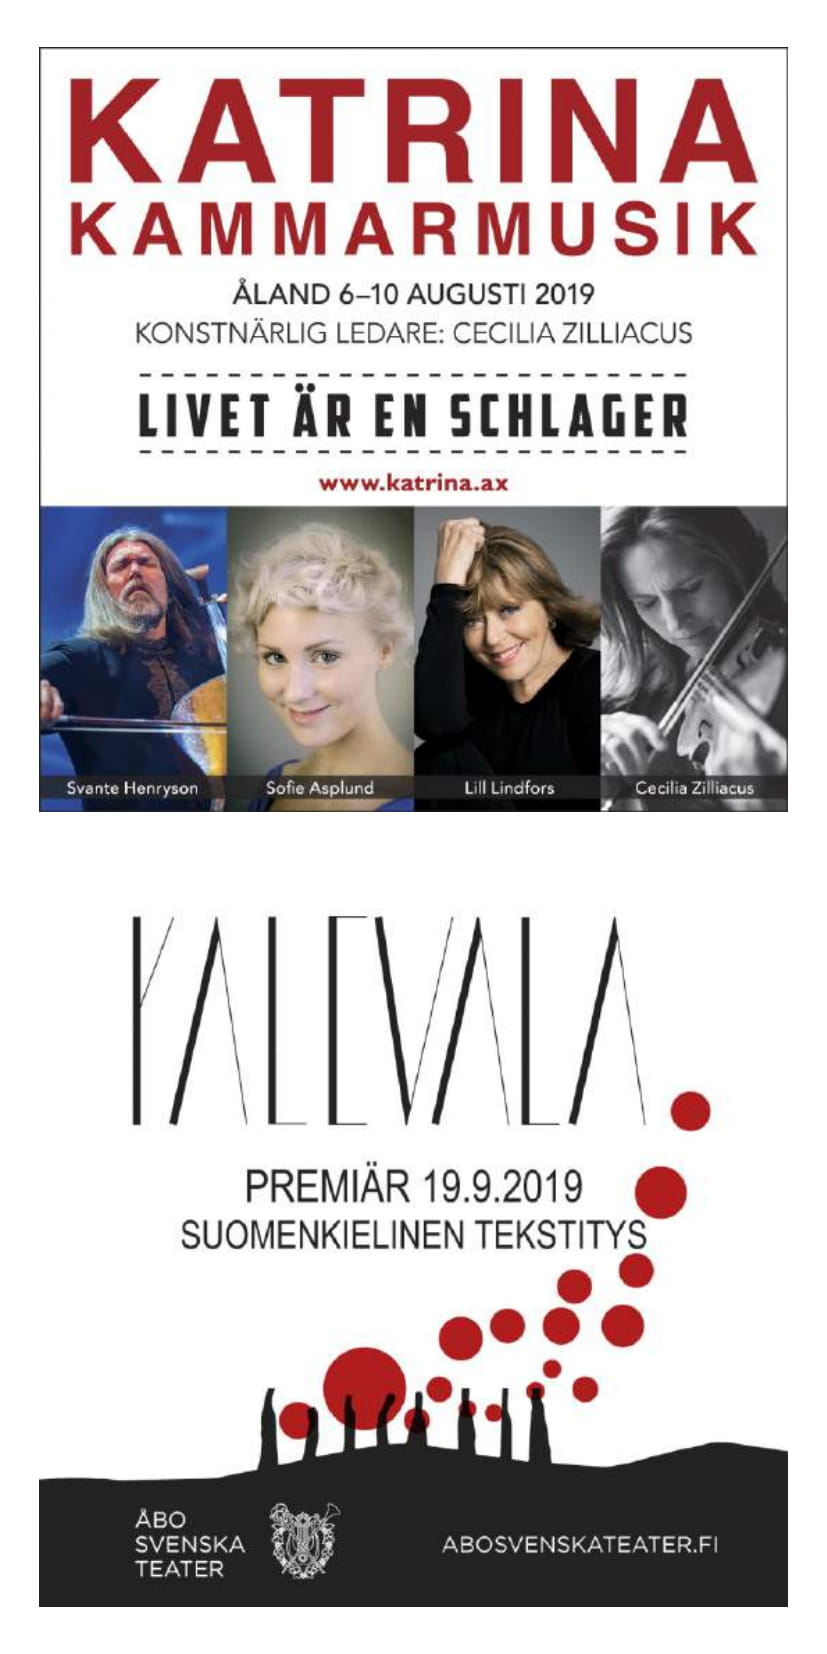 KATRINA
KAMMARMUSIK
ÅLAND 6–10 AUGUSTI 2019
KONSTNÄRLIG LEDARE: CECILIA ZILLIACUS
LIVET ÄR EN SCHLAGER
www.katrina.ax
Svante Henryson
Sofie Asplund
Lill Lindfors
Cecilia Zilliacus
KALEVALA
PREMIÄR 19.9.2019
SUOMENKIELINEN TEKSTITYS
ÅBO
SVENSKA
TEATER
ABOSVENSKATEATER.FI